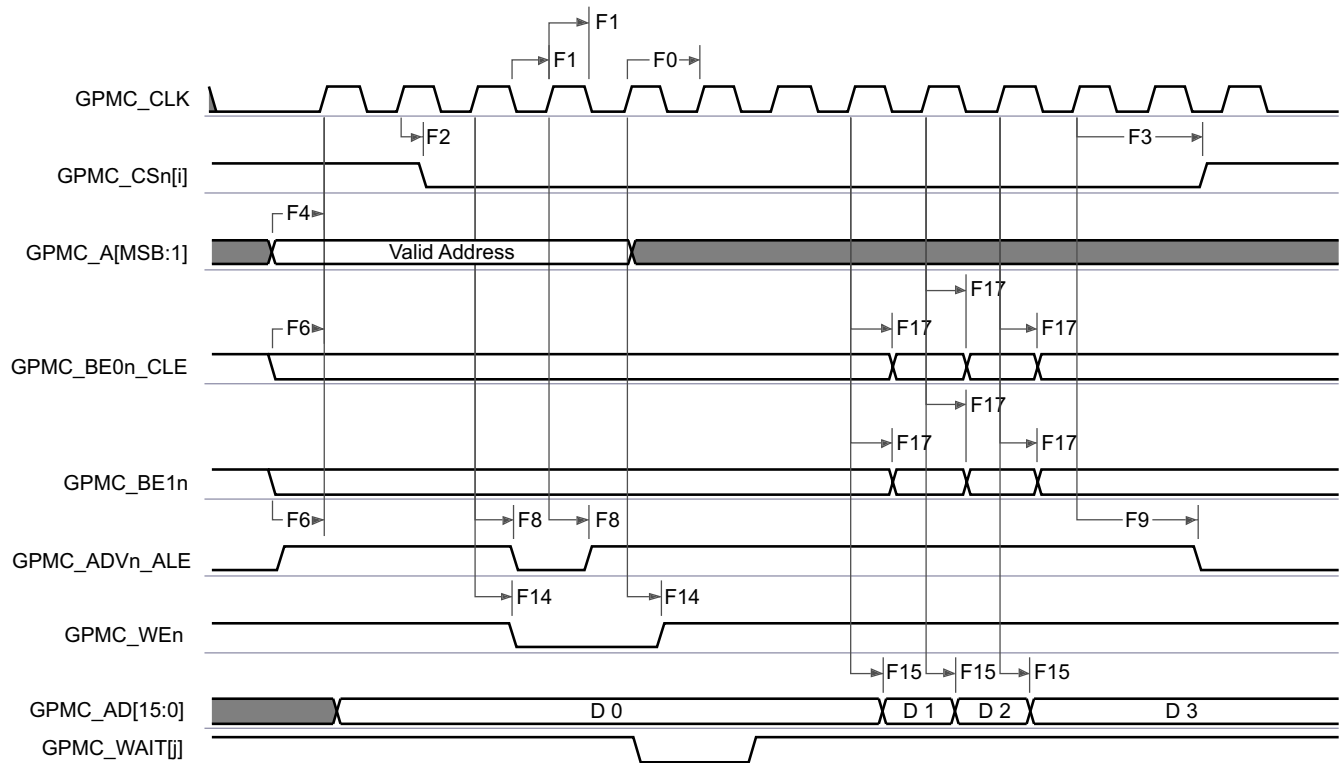 F1
F1
F0
GPMC_CLK
F2
F3
GPMC_CSn[i]
F4
GPMC_A[MSB:1]
Valid Address
F17
F6
F17
F17
GPMC_BE0n_CLE
F17
F17
F17
GPMC_BE1n
F6
F8
F8
F9
GPMC_ADVn_ALE
F14
F14
GPMC_WEn
F15
F15
F15
GPMC_AD[15:0]
D 0
D 1
D 2
D 3
GPMC_WAIT[j]